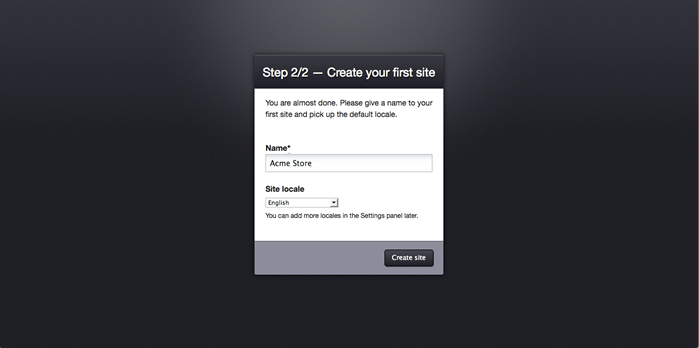 Step 2/2 — Create your first site
You are almost done. Please give a name to your
first site and pick up the default locale.
Name*
Acme Store
Site locale
English
You can add more locales in the Settings panel later.
Create site